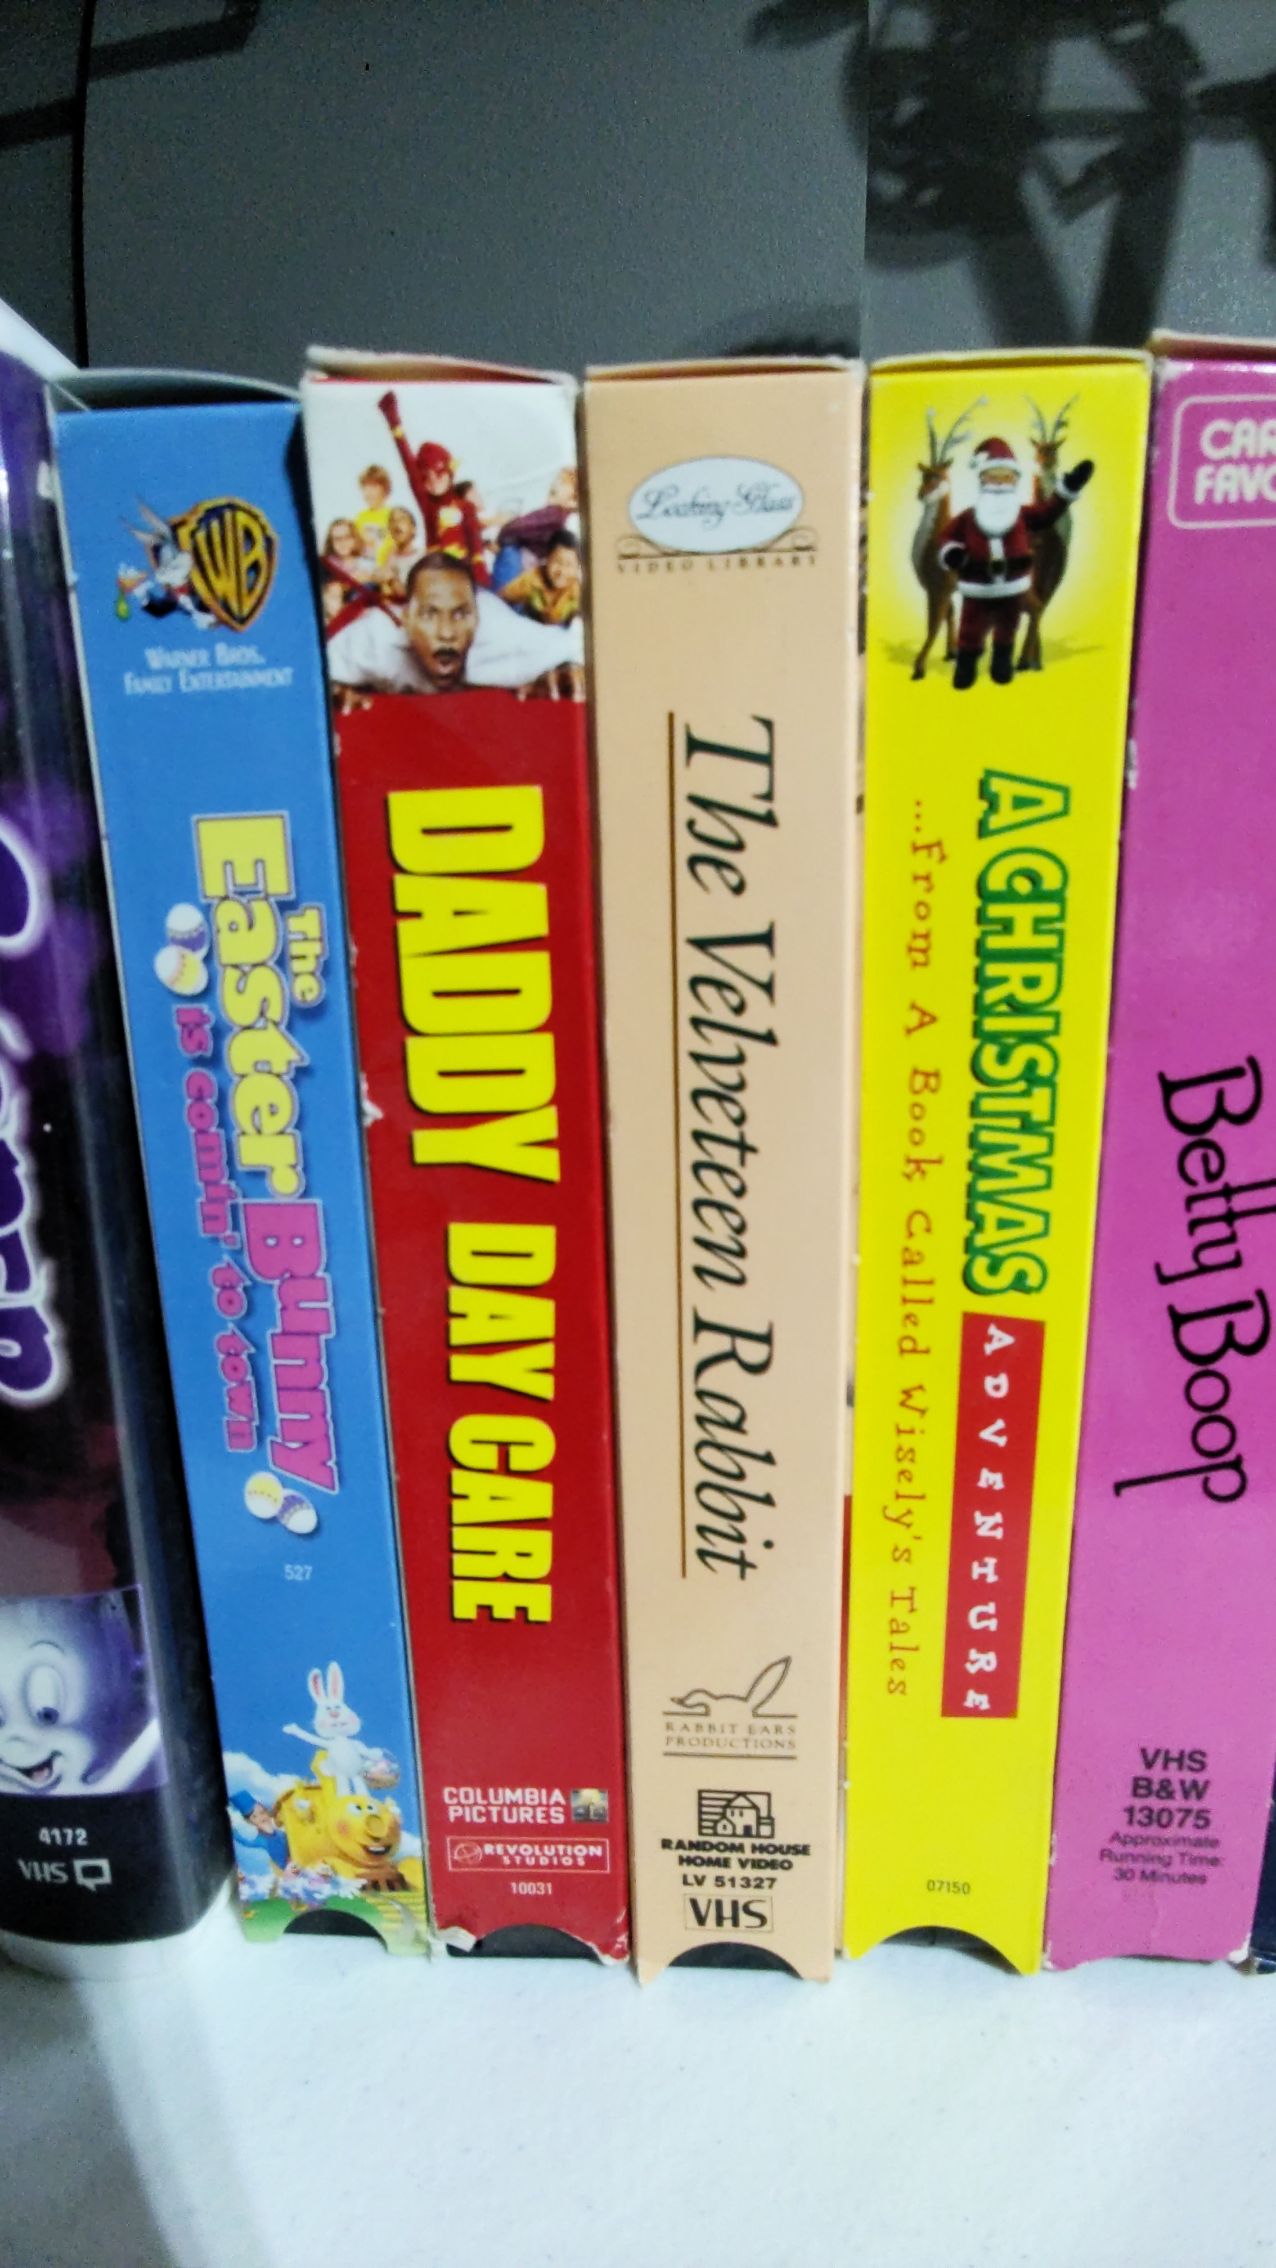 4172
VHS
WARNER BROS.
FAMILY ENTERTAINMENT
The
Easter Bunny
is comin' to town
527
DADDY DAY CARE
COLUMBIA
PICTURES
REVOLUTION
STUDIOS
10031
Looking Glass
VIDEO LIBRARY
The Velveteen Rabbit
RABBIT EARS
PRODUCTIONS
RANDOM HOUSE
HOME VIDEO
LV 51327
VHS
A CHRISTMAS ADVENTURE
...From A Book Called Wisely's Tales
07150
CAR
FAVO
Betty Boop
VHS
B&W
13075
Approximate
Running Time:
30 Minutes